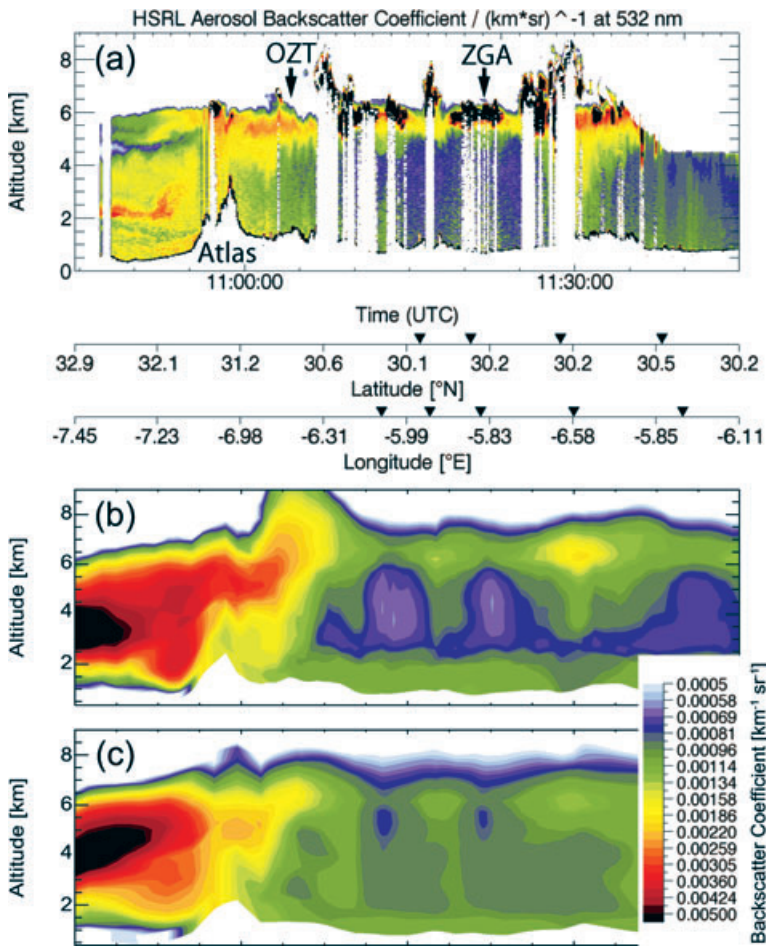 HSRL Aerosol Backscatter Coefficient / (km*sr) ^ -1 at 532 nm
(a)
OZT
ZGA
Altitude [km]
8
6
4
2
0
Atlas
11:00:00
11:30:00
Time (UTC)
32.9 32.1 31.2 30.6 30.1 30.2 30.2 30.5 30.2
Latitude [°N]
-7.45 -7.23 -6.98 -6.31 -5.99 -5.83 -6.58 -5.85 -6.11
Longitude [°E]
(b)
Altitude [km]
8
6
4
2
(c)
Altitude [km]
8
6
4
2
0.0005
0.00058
0.00069
0.00081
0.00096
0.00114
0.00134
0.00158
0.00186
0.00220
0.00259
0.00305
0.00360
0.00424
0.00500
Backscatter Coefficient [km⁻¹ sr⁻¹]